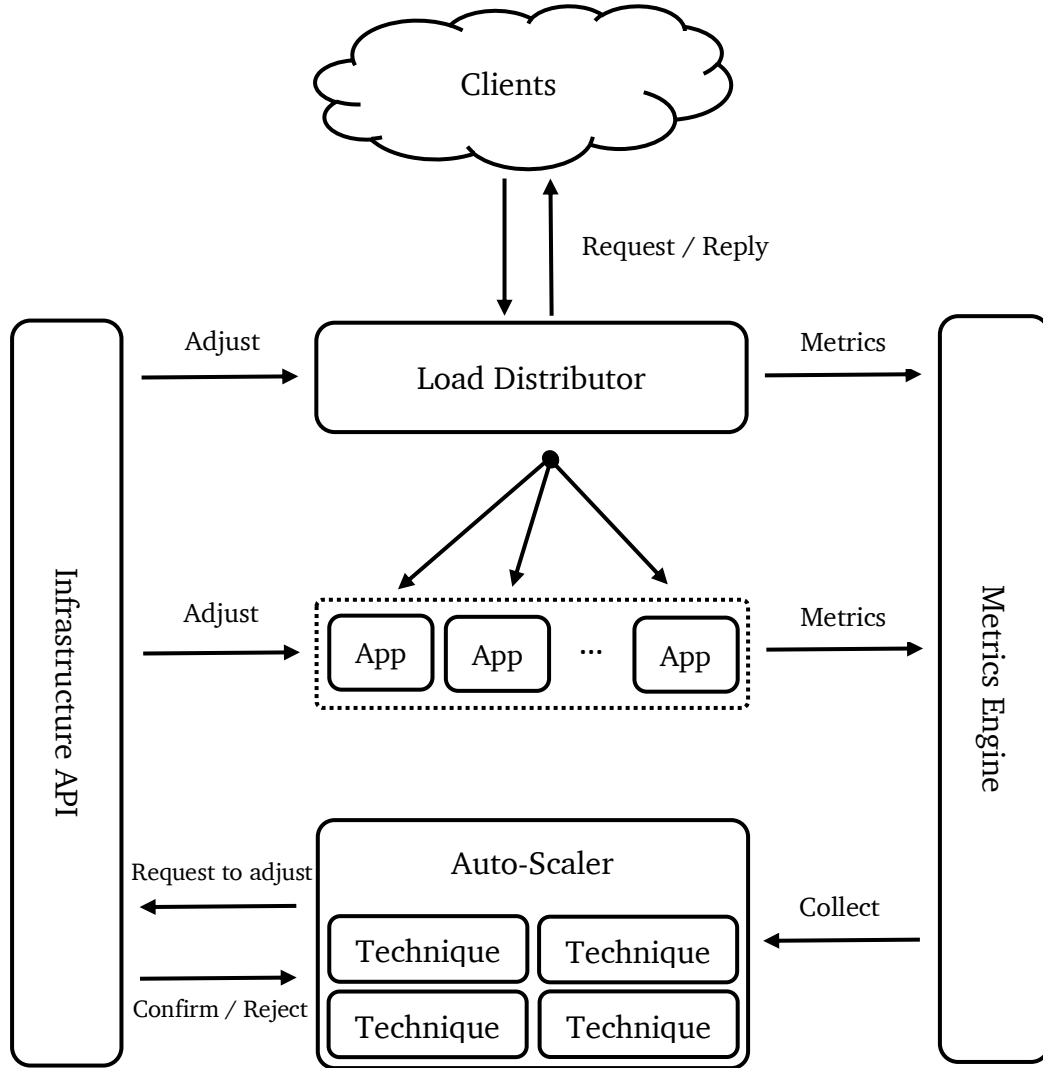 Clients
Request / Reply
Adjust
Load Distributor
Metrics
Infrastructure API
Adjust
App
App
...
App
Metrics
Metrics Engine
Auto-Scaler
Request to adjust
Collect
Technique
Technique
Confirm / Reject
Technique
Technique